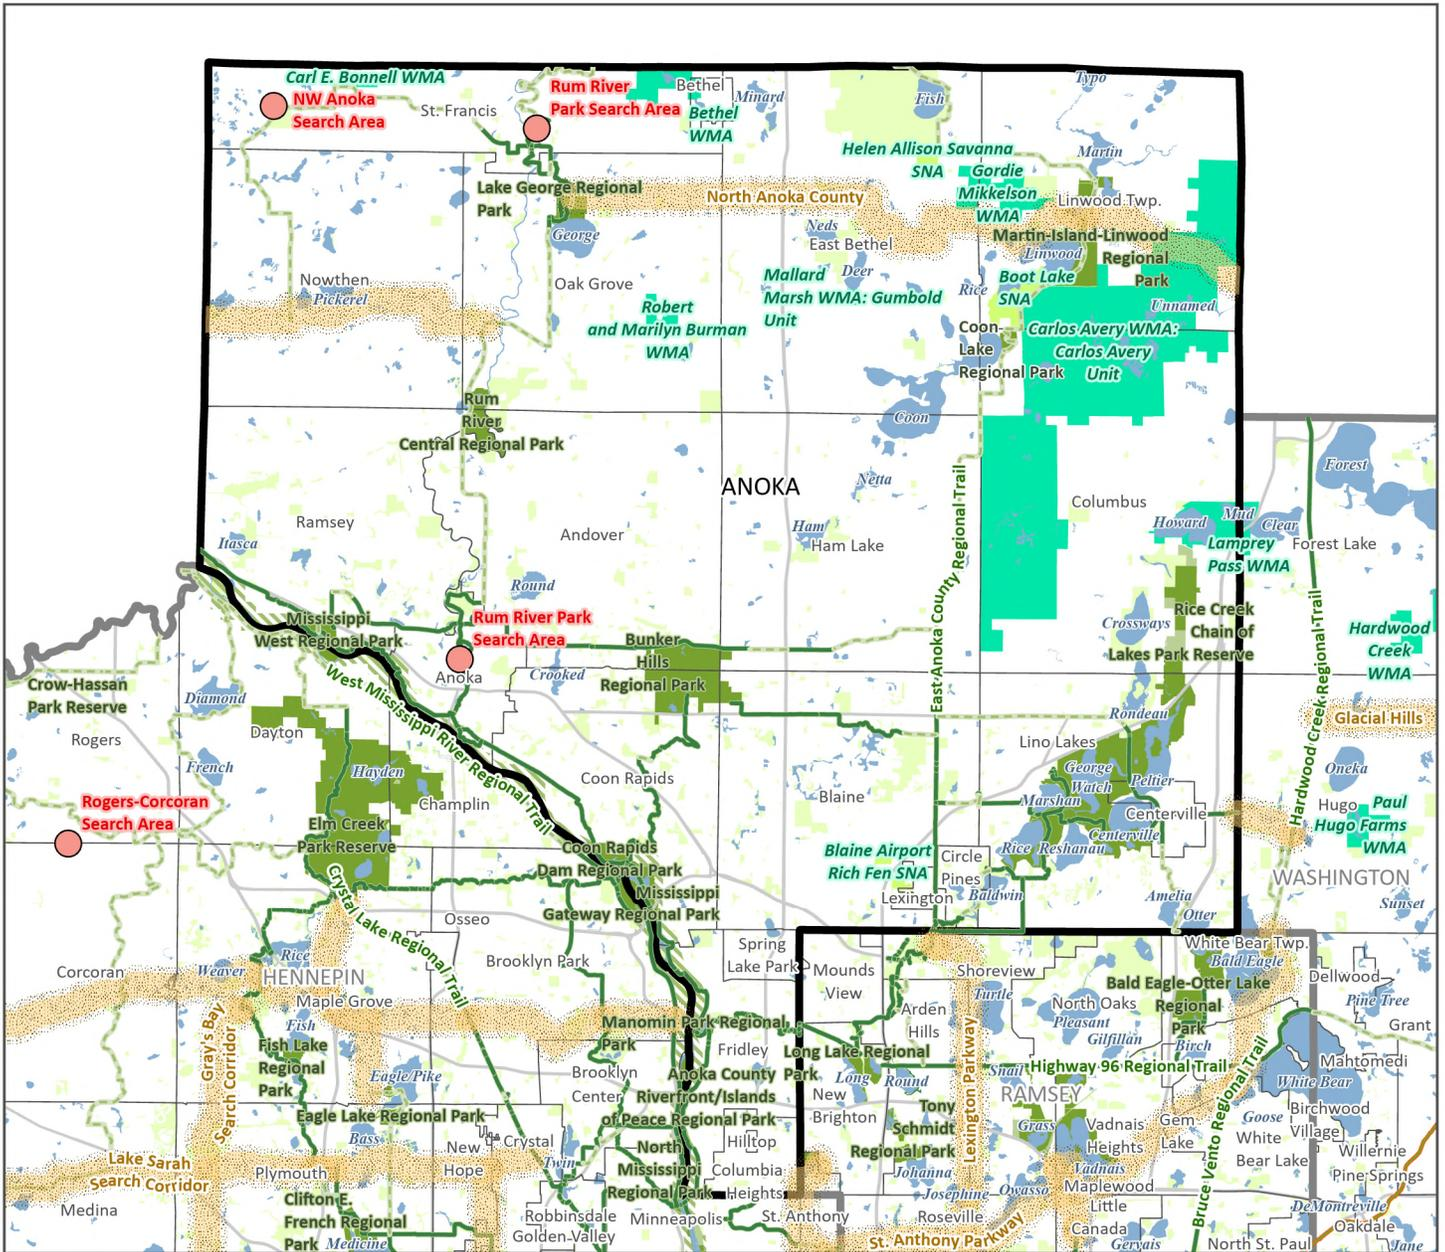 Carl E. Bonnell WMA
NW Anoka
Search Area
St. Francis
Rum River
Park Search Area
Bethel
Bethel
WMA
Minard
Fish
Typo
Martin
Helen Allison Savanna
SNA
Gordie
Mikkelson
WMA
Linwood Twp.
Lake George Regional
Park
George
North Anoka County
Neds
East Bethel
Deer
Martin-Island-Linwood
Regional
Park
Linwood
Boot Lake
SNA
Rice
Unnamed
Nowthen
Pickerel
Oak Grove
Mallard
Marsh WMA: Gumbold
Unit
Robert
and Marilyn Burman
WMA
Coon
Lake
Regional Park
Carlos Avery WMA:
Carlos Avery
Unit
Rum
River
Central Regional Park
Coon
ANOKA
Netta
Columbus
Forest
Ramsey
Itasca
Andover
Ham
Ham Lake
Howard
Mud
Clear
Forest Lake
Lamprey
Pass WMA
East Anoka County Regional Trail
Round
Mississippi
West Regional Park
Rum River Park
Search Area
Anoka
Crooked
Bunker
Hills
Regional Park
Crossways
Rice Creek
Chain of
Lakes Park Reserve
Hardwood Creek Regional Trail
Hardwood
Creek
WMA
Crow-Hassan
Park Reserve
Diamond
West Mississippi River Regional Trail
Rondeau
Glacial Hills
Rogers
Dayton
French
Hayden
Champlin
Coon Rapids
Blaine
Lino Lakes
George
Watch
Marshan
Peltier
Centerville
Centerville
Rice
Reshanau
Oneka
Hugo
Paul
Hugo Farms
WMA
Rogers-Corcoran
Search Area
Elm Creek
Park Reserve
Coon Rapids
Dam Regional Park
Blaine Airport
Rich Fen SNA
Circle
Pines
Lexington
Baldwin
Amelia
Otter
WASHINGTON
Sunset
Crystal Lake Regional Trail
Mississippi
Gateway Regional Park
Osseo
Corcoran
Weaver
Rice
HENNEPIN
Maple Grove
Brooklyn Park
Spring
Lake Park
Mounds
View
Shoreview
Turtle
White Bear Twp.
Bald Eagle
Bald Eagle-Otter Lake
Regional
Park
Dellwood
Pine Tree
Grant
North Oaks
Pleasant
Gilfillan
Birch
Arden
Hills
Gray's Bay
Search Corridor
Fish
Fish Lake
Regional
Park
Manomin Park Regional
Park
Fridley
Long Lake Regional
Park
Long
Round
New
Brighton
Lexington Parkway
Snail
Highway 96 Regional Trail
RAMSEY
Mahtomedi
White Bear
Eagle/Pike
Eagle Lake Regional Park
Bass
Brooklyn
Center
Anoka County
Riverfront/Islands
of Peace Regional Park
Tony
Schmidt
Regional Park
Grass
Vadnais
Heights
Gem
Lake
Bruce Vento Regional Trail
Goose
White
Bear Lake
Birchwood
Village
Willernie
Pine Springs
Lake Sarah
Search Corridor
Plymouth
New
Hope
Crystal
Twin
North
Mississippi
Regional Park
Hilltop
Columbia
Heights
Johanna
Josephine
Owasso
Vadnais
Maplewood
Medina
Clifton E.
French Regional
Park
Medicine
Robbinsdale
Golden Valley
Minneapolis
St. Anthony
Roseville
St. Anthony Parkway
Little
Canada
Gervais
North St. Paul
DeMontreville
Oakdale
Jane